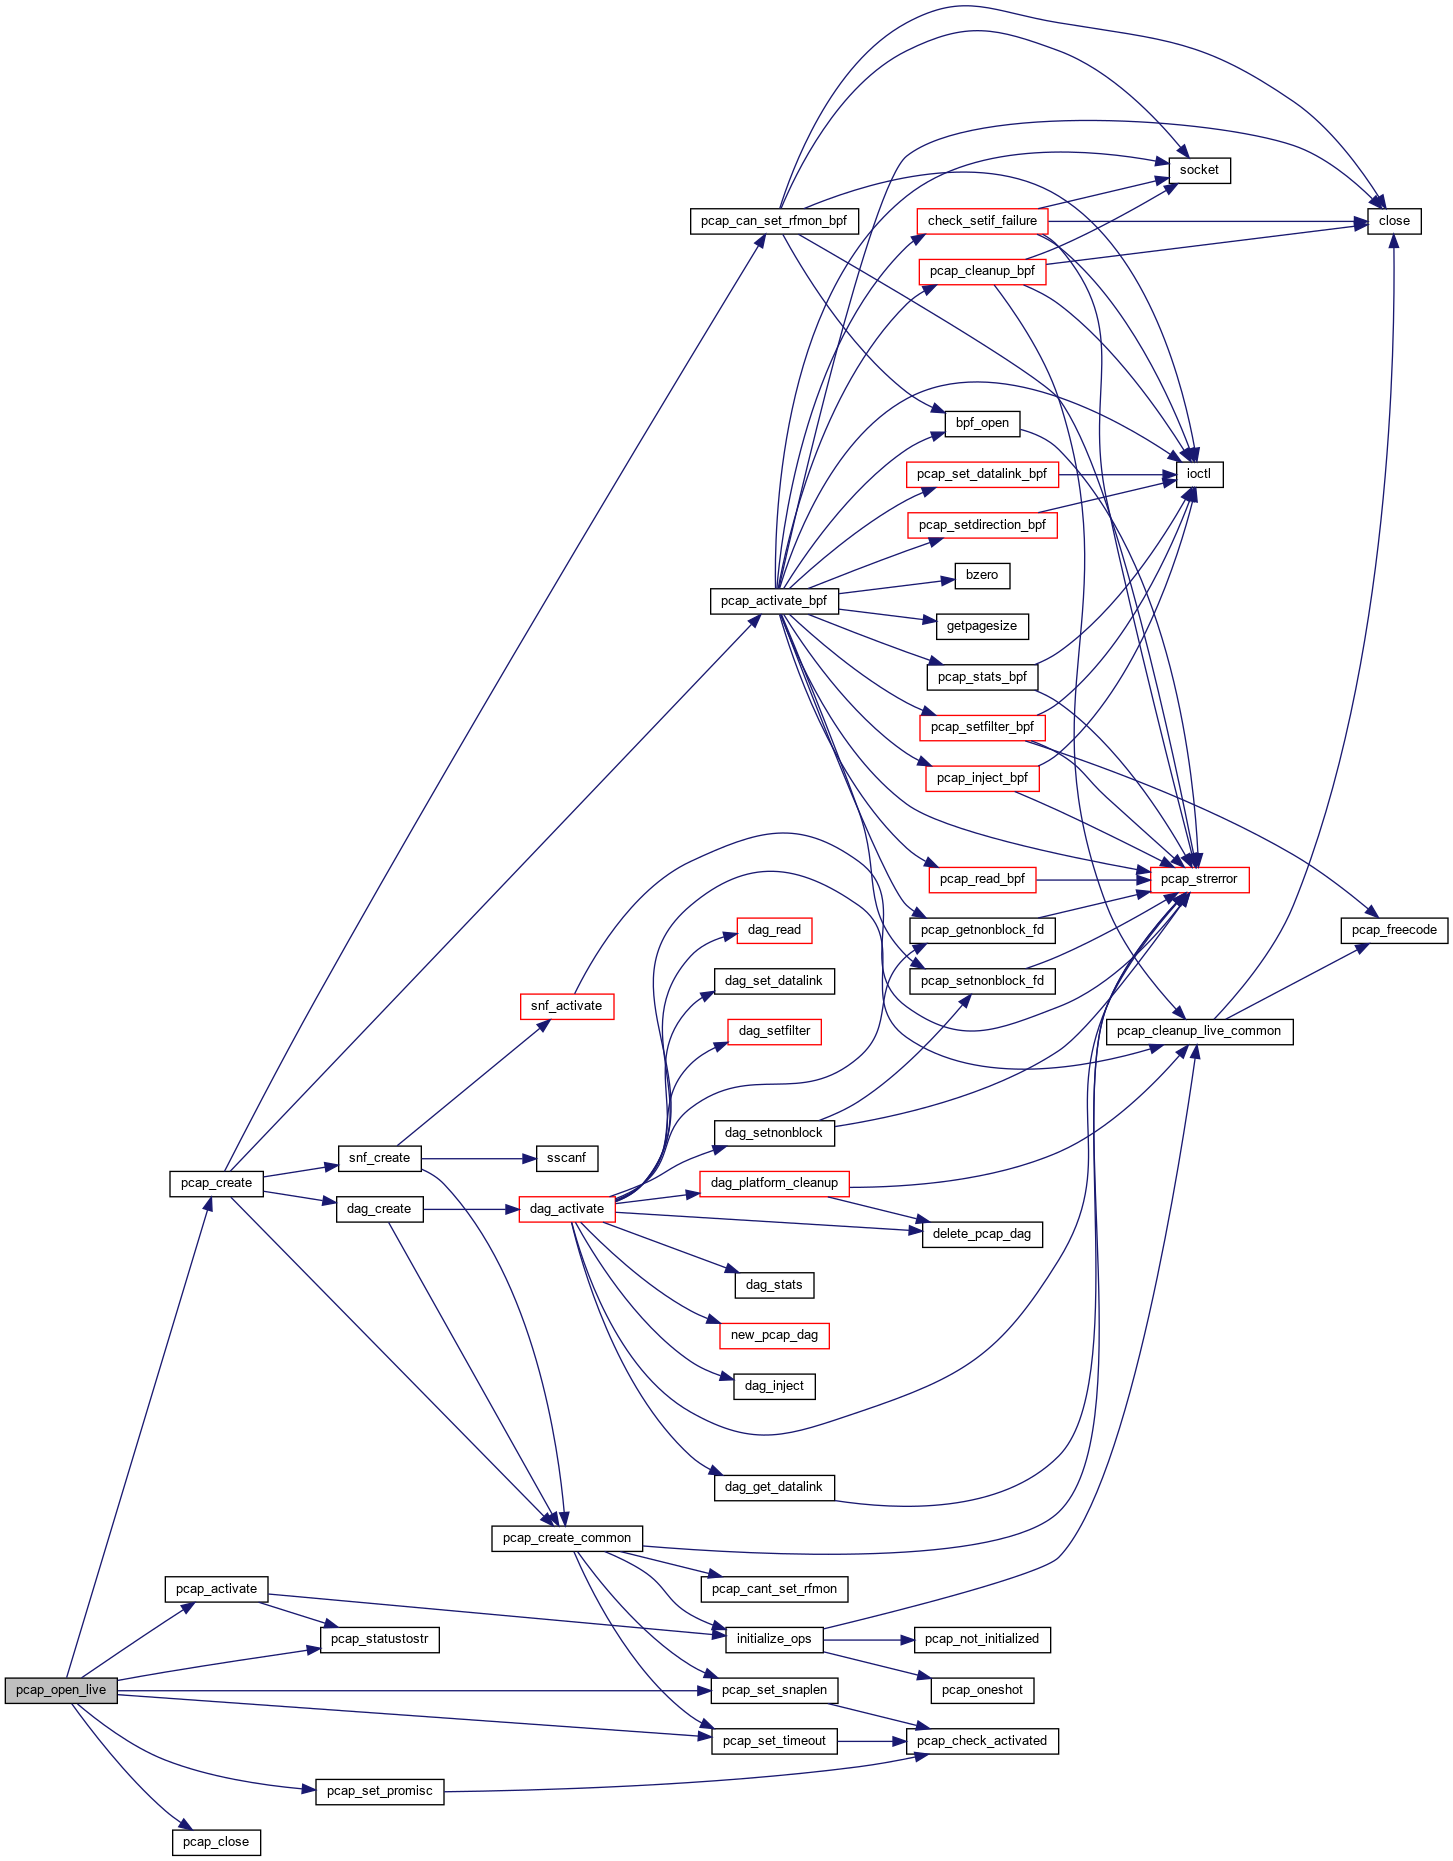 socket
pcap_can_set_rfmon_bpf
check_setif_failure
close
pcap_cleanup_bpf
bpf_open
pcap_set_datalink_bpf
ioctl
pcap_setdirection_bpf
bzero
pcap_activate_bpf
getpagesize
pcap_stats_bpf
pcap_setfilter_bpf
pcap_inject_bpf
pcap_read_bpf
pcap_strerror
dag_read
pcap_getnonblock_fd
pcap_freecode
dag_set_datalink
pcap_setnonblock_fd
snf_activate
dag_setfilter
pcap_cleanup_live_common
dag_setnonblock
snf_create
sscanf
pcap_create
dag_platform_cleanup
dag_create
dag_activate
delete_pcap_dag
dag_stats
new_pcap_dag
dag_inject
dag_get_datalink
pcap_create_common
pcap_activate
pcap_cant_set_rfmon
pcap_statustostr
initialize_ops
pcap_not_initialized
pcap_open_live
pcap_set_snaplen
pcap_oneshot
pcap_set_timeout
pcap_check_activated
pcap_set_promisc
pcap_close